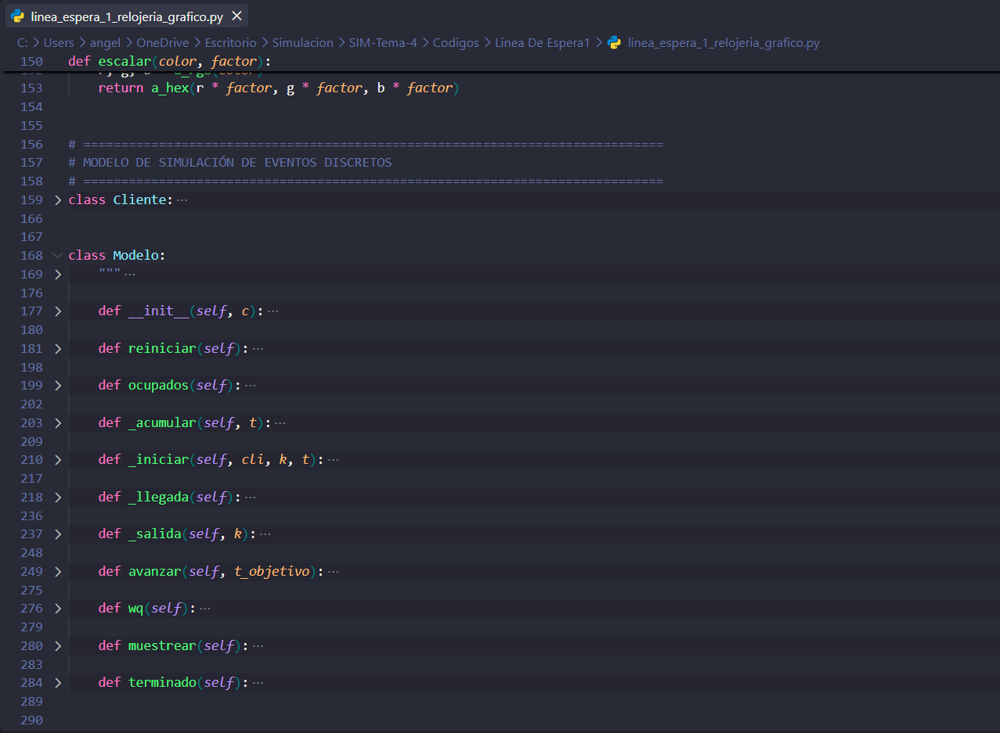 linea_espera_1_relojeria_grafico.py
C: > Users > angel > OneDrive > Escritorio > Simulacion > SIM-Tema-4 > Codigos > Linea De Espera1 > linea_espera_1_relojeria_grafico.py
150 def escalar(color, factor):
153 return a_hex(r * factor, g * factor, b * factor)
154
155
156 # =============================================================================
157 # MODELO DE SIMULACIÓN DE EVENTOS DISCRETOS
158 # =============================================================================
159 class Cliente: ...
166
167
168 class Modelo:
169 """ ...
176
177 def __init__(self, c): ...
180
181 def reiniciar(self): ...
198
199 def ocupados(self): ...
202
203 def _acumular(self, t): ...
209
210 def _iniciar(self, cli, k, t): ...
217
218 def _llegada(self): ...
236
237 def _salida(self, k): ...
248
249 def avanzar(self, t_objetivo): ...
275
276 def wq(self): ...
279
280 def muestrear(self): ...
283
284 def terminado(self): ...
289
290